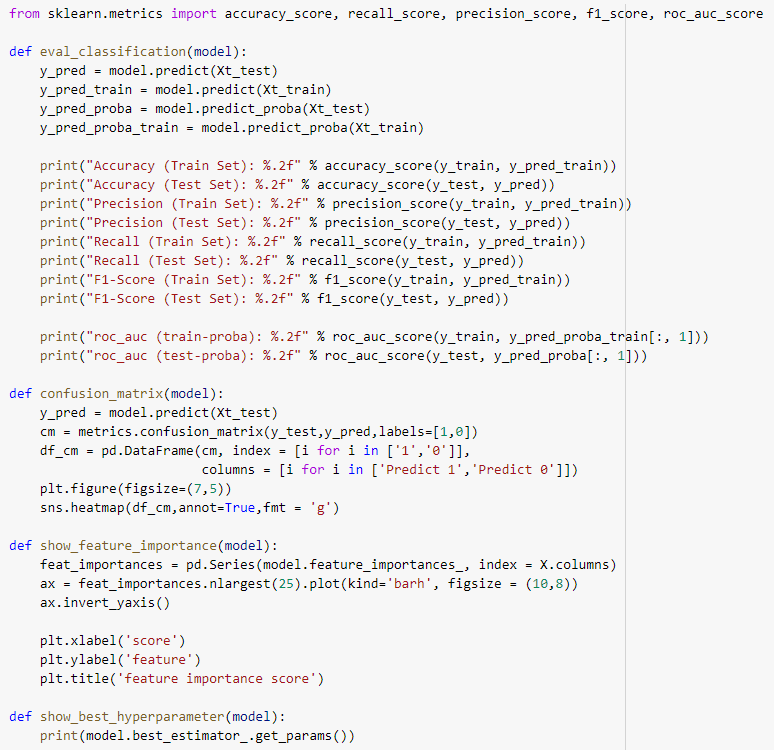 from sklearn.metrics import accuracy_score, recall_score, precision_score, f1_score, roc_auc_score

def eval_classification(model):
    y_pred = model.predict(Xt_test)
    y_pred_train = model.predict(Xt_train)
    y_pred_proba = model.predict_proba(Xt_test)
    y_pred_proba_train = model.predict_proba(Xt_train)

    print("Accuracy (Train Set): %.2f" % accuracy_score(y_train, y_pred_train))
    print("Accuracy (Test Set): %.2f" % accuracy_score(y_test, y_pred))
    print("Precision (Train Set): %.2f" % precision_score(y_train, y_pred_train))
    print("Precision (Test Set): %.2f" % precision_score(y_test, y_pred))
    print("Recall (Train Set): %.2f" % recall_score(y_train, y_pred_train))
    print("Recall (Test Set): %.2f" % recall_score(y_test, y_pred))
    print("F1-Score (Train Set): %.2f" % f1_score(y_train, y_pred_train))
    print("F1-Score (Test Set): %.2f" % f1_score(y_test, y_pred))

    print("roc_auc (train-proba): %.2f" % roc_auc_score(y_train, y_pred_proba_train[:, 1]))
    print("roc_auc (test-proba): %.2f" % roc_auc_score(y_test, y_pred_proba[:, 1]))

def confusion_matrix(model):
    y_pred = model.predict(Xt_test)
    cm = metrics.confusion_matrix(y_test,y_pred,labels=[1,0])
    df_cm = pd.DataFrame(cm, index = [i for i in ['1','0']],
                         columns = [i for i in ['Predict 1','Predict 0']])
    plt.figure(figsize=(7,5))
    sns.heatmap(df_cm,annot=True,fmt = 'g')

def show_feature_importance(model):
    feat_importances = pd.Series(model.feature_importances_, index = X.columns)
    ax = feat_importances.nlargest(25).plot(kind='barh', figsize = (10,8))
    ax.invert_yaxis()

    plt.xlabel('score')
    plt.ylabel('feature')
    plt.title('feature importance score')

def show_best_hyperparameter(model):
    print(model.best_estimator_.get_params())